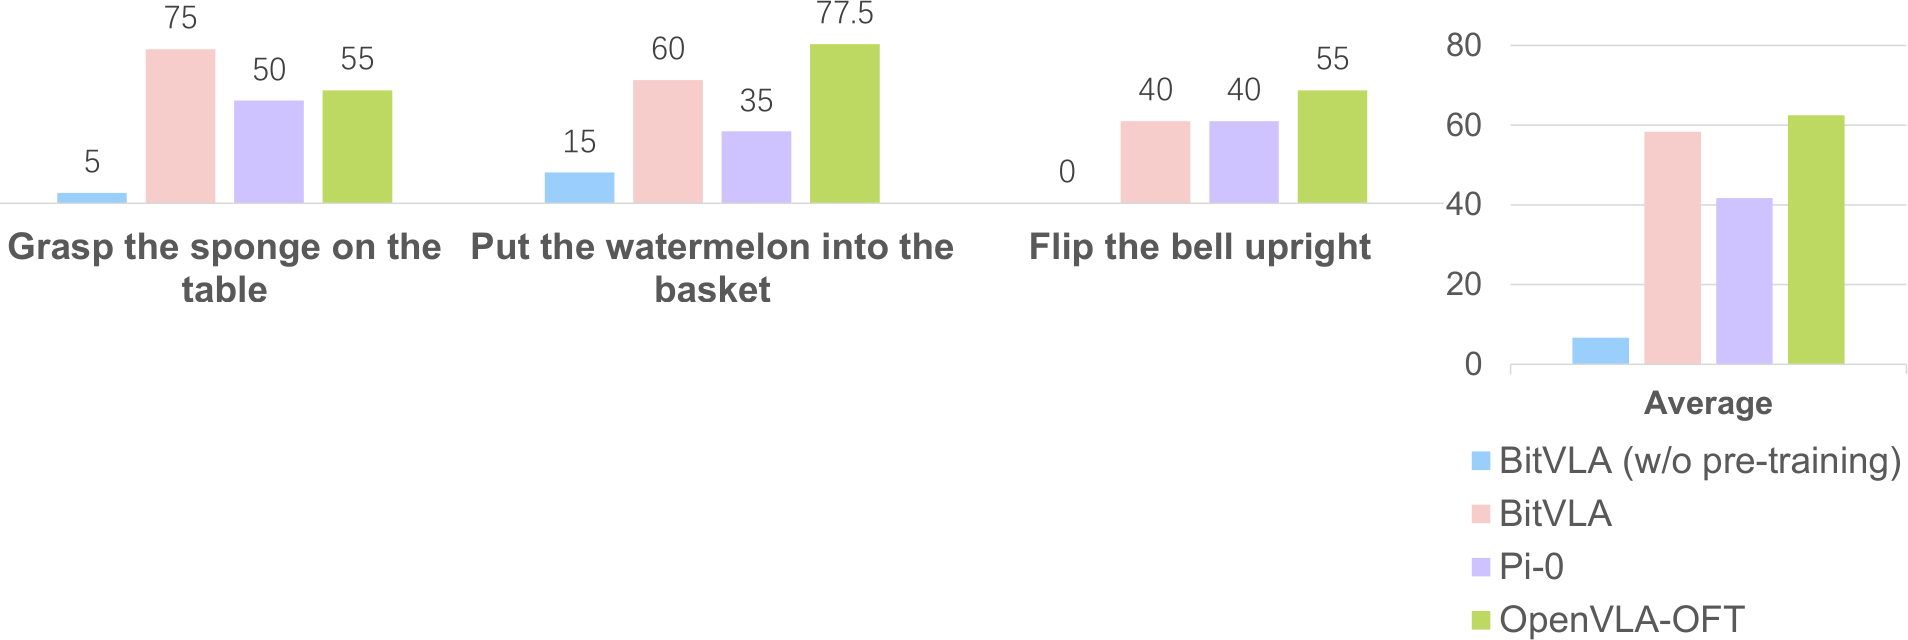 5
75
50
55
Grasp the sponge on the
table
15
60
35
77.5
Put the watermelon into the
basket
0
40
40
55
Flip the bell upright
80
60
40
20
0
Average
BitVLA (w/o pre-training)
BitVLA
Pi-0
OpenVLA-OFT